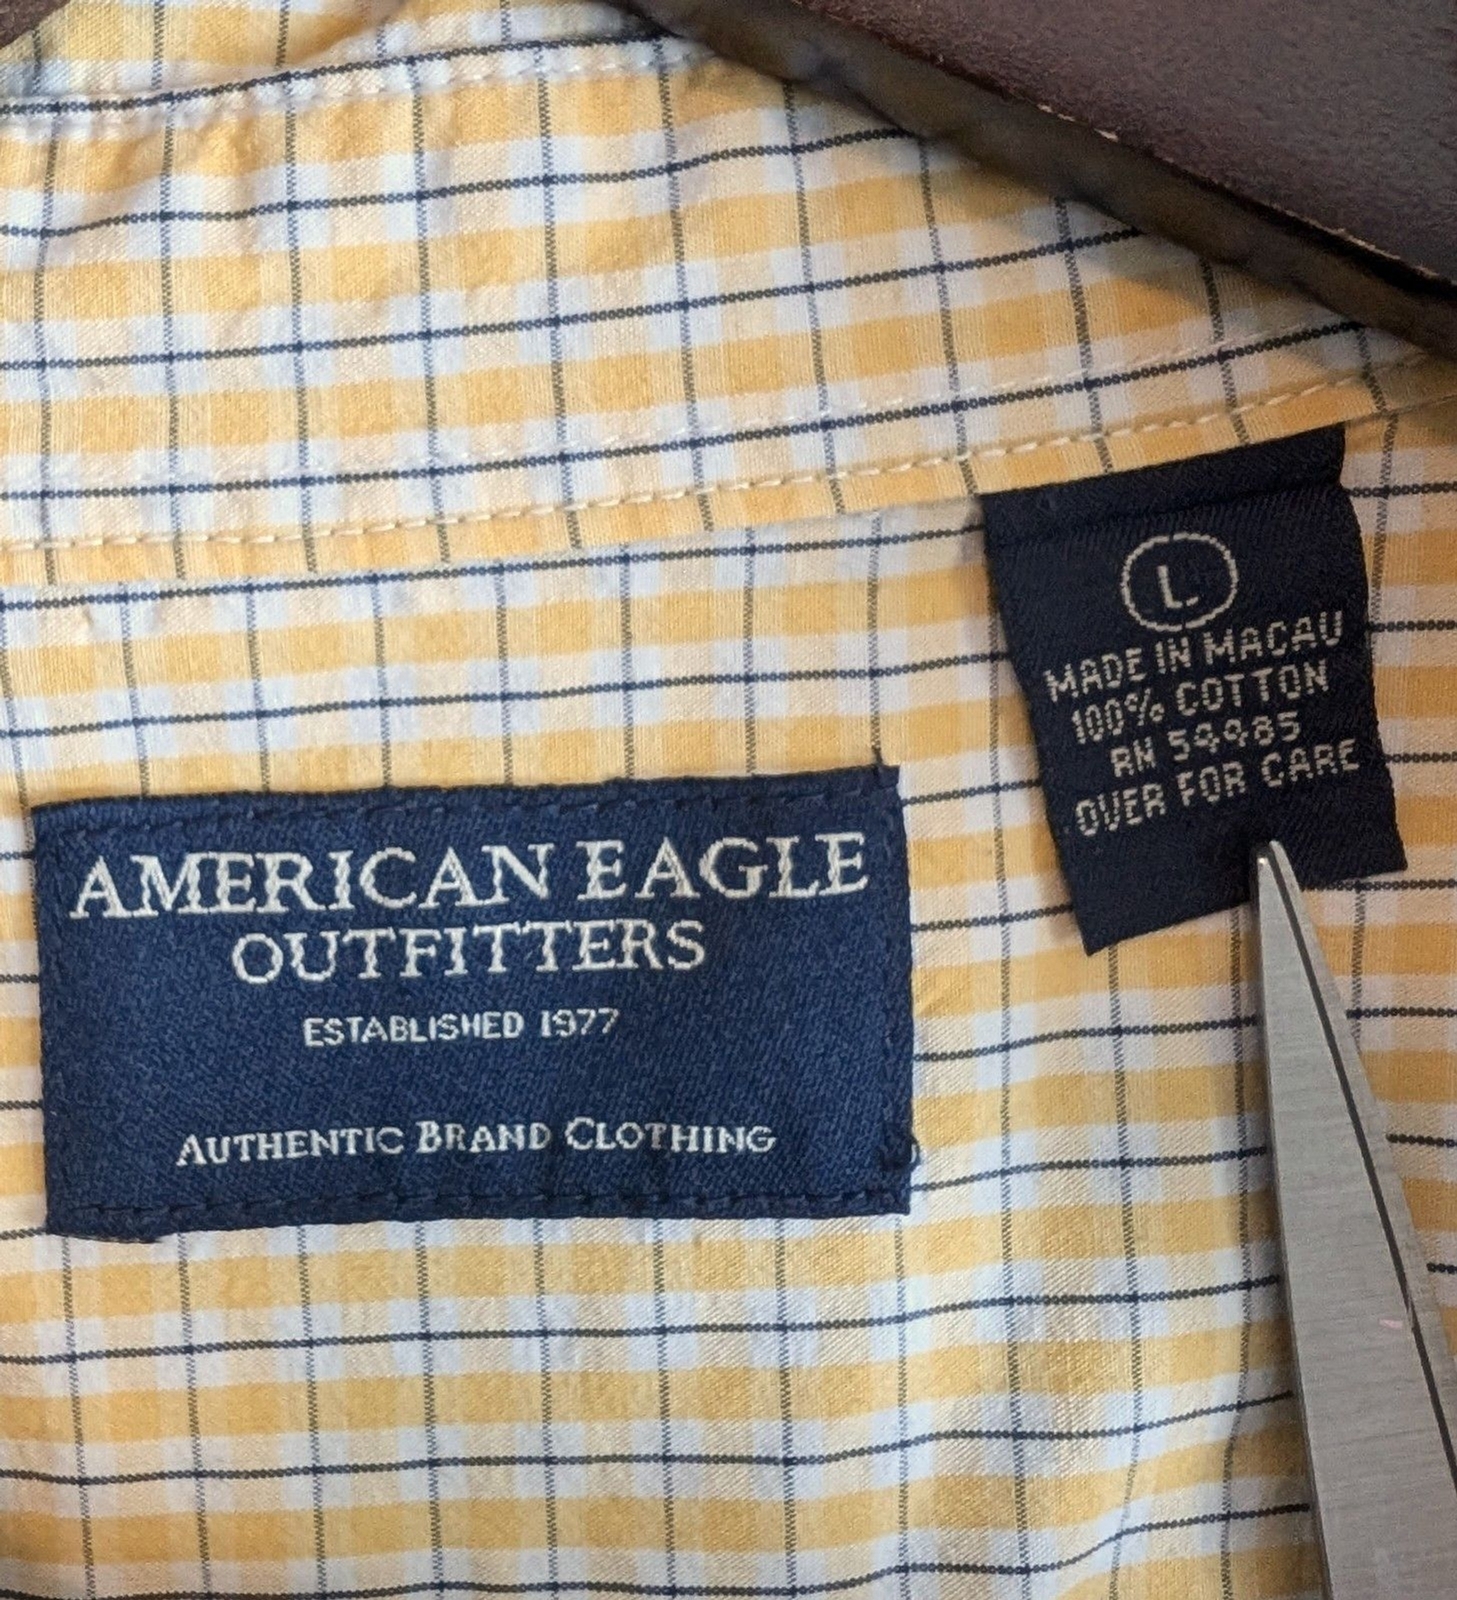 L
MADE IN MACAU
100% COTTON
RN 54485
OVER FOR CARE
AMERICAN EAGLE
OUTFITTERS
ESTABLISHED 1977
AUTHENTIC BRAND CLOTHING